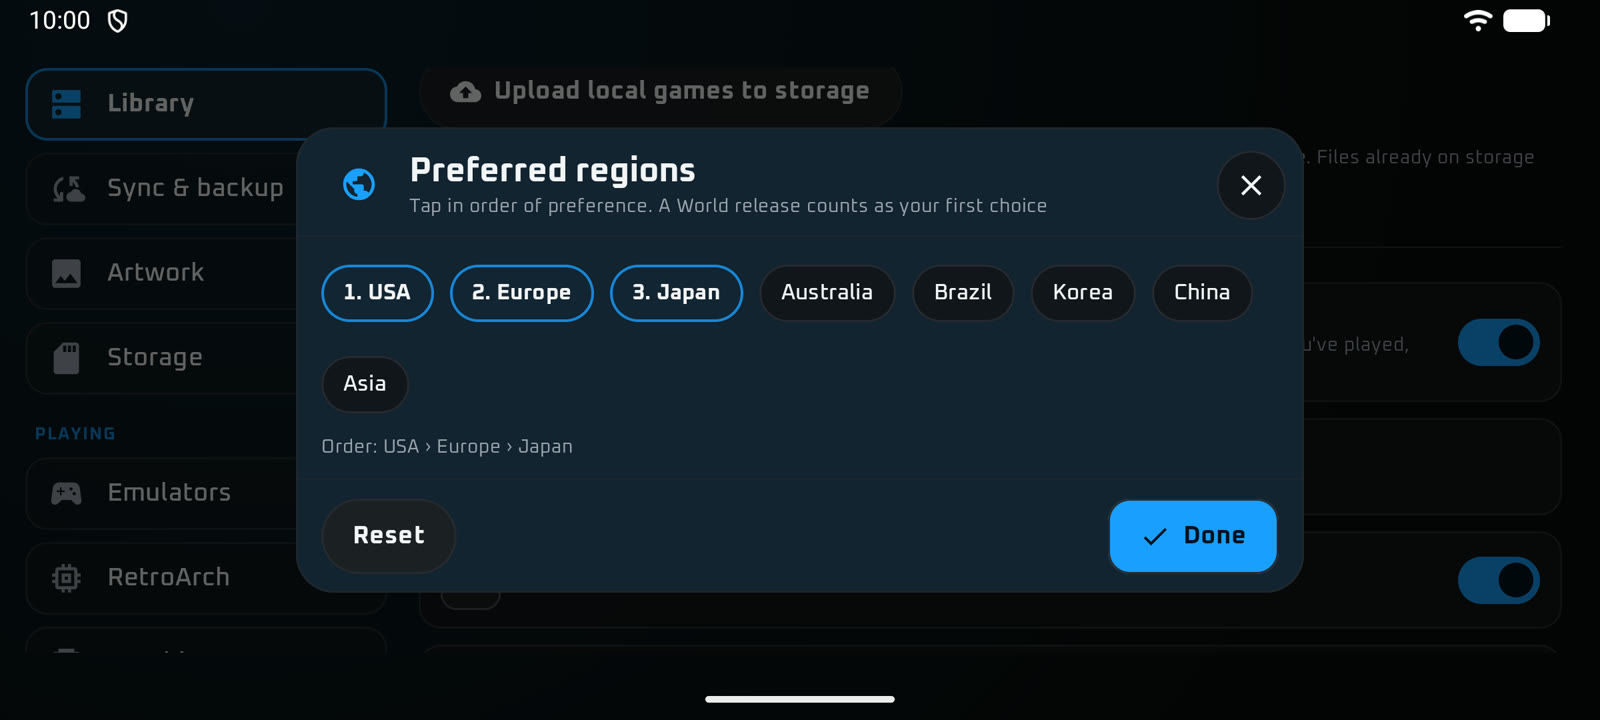 10:00
Library
Upload local games to storage
Sync & backup
. Files already on storage
Preferred regions
Tap in order of preference. A World release counts as your first choice
Artwork
1. USA
2. Europe
3. Japan
Australia
Brazil
Korea
China
Storage
u've played,
Asia
PLAYING
Order: USA › Europe › Japan
Emulators
Reset
Done
RetroArch